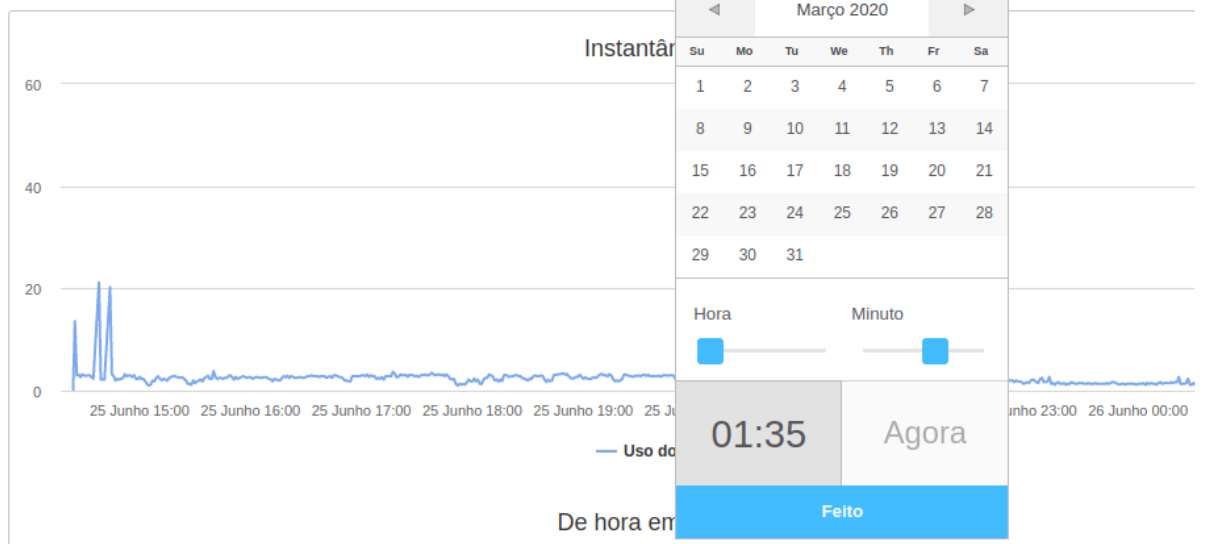 Março 2020
Instantân
Su Mo Tu We Th Fr Sa
60
1 2 3 4 5 6 7
8 9 10 11 12 13 14
15 16 17 18 19 20 21
40
22 23 24 25 26 27 28
29 30 31
20
Hora Minuto
0
25 Junho 15:00 25 Junho 16:00 25 Junho 17:00 25 Junho 18:00 25 Junho 19:00 25 Ju
nho 23:00 26 Junho 00:00
01:35 Agora
Uso do
Feito
De hora em